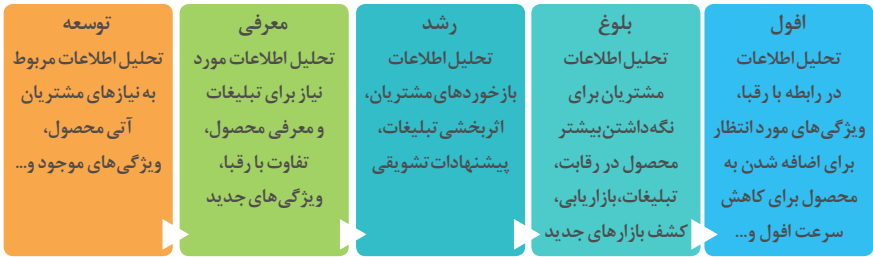 توسعه
تحلیل اطلاعات مربوط
به نیازهای مشتریان
آتی محصول،
ویژگی‌های موجود و...
معرفی
تحلیل اطلاعات مورد
نیاز برای تبلیغات
و معرفی محصول،
تفاوت با رقبا،
ویژگی‌های جدید
رشد
تحلیل اطلاعات
بازخوردهای مشتریان،
اثربخشی تبلیغات،
پیشنهادات تشویقی
بلوغ
تحلیل اطلاعات
مشتریان برای
نگه‌داشتن بیشتر
محصول در رقابت،
تبلیغات، بازاریابی،
کشف بازارهای جدید
افول
تحلیل اطلاعات
در رابطه با رقبا،
ویژگی‌های مورد انتظار
برای اضافه شدن به
محصول برای کاهش
سرعت افول و...